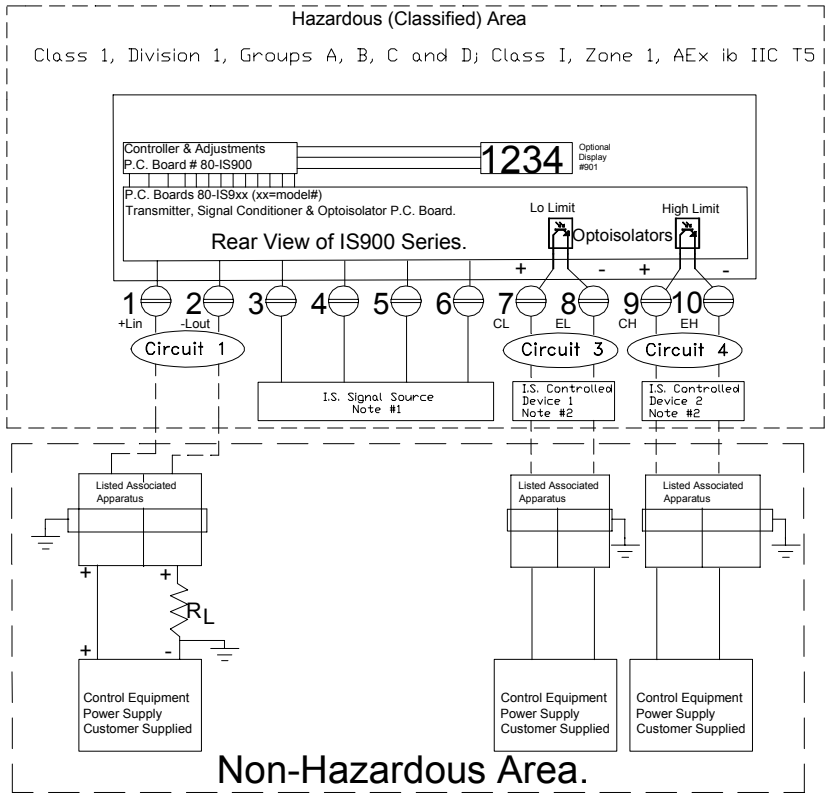 Hazardous (Classified) Area
Class 1, Division 1, Groups A, B, C and D; Class I, Zone 1, AEx ib IIC T5
Controller & Adjustments
P.C. Board # 80-IS900
1234
Optional
Display
#901
P.C. Boards 80-IS9xx (xx=model#)
Transmitter, Signal Conditioner & Optoisolator P.C. Board.
Lo Limit
High Limit
Optoisolators
Rear View of IS900 Series.
+ - + -
1 2 3 4 5 6 7 8 9 10
+Lin -Lout CL EL CH EH
Circuit 1
Circuit 3
Circuit 4
I.S. Signal Source
Note #1
I.S. Controlled
Device 1
Note #2
I.S. Controlled
Device 2
Note #2
Listed Associated
Apparatus
Listed Associated
Apparatus
Listed Associated
Apparatus
+ +
RL
+ -
Control Equipment
Power Supply
Customer Supplied
Control Equipment
Power Supply
Customer Supplied
Control Equipment
Power Supply
Customer Supplied
Non-Hazardous Area.